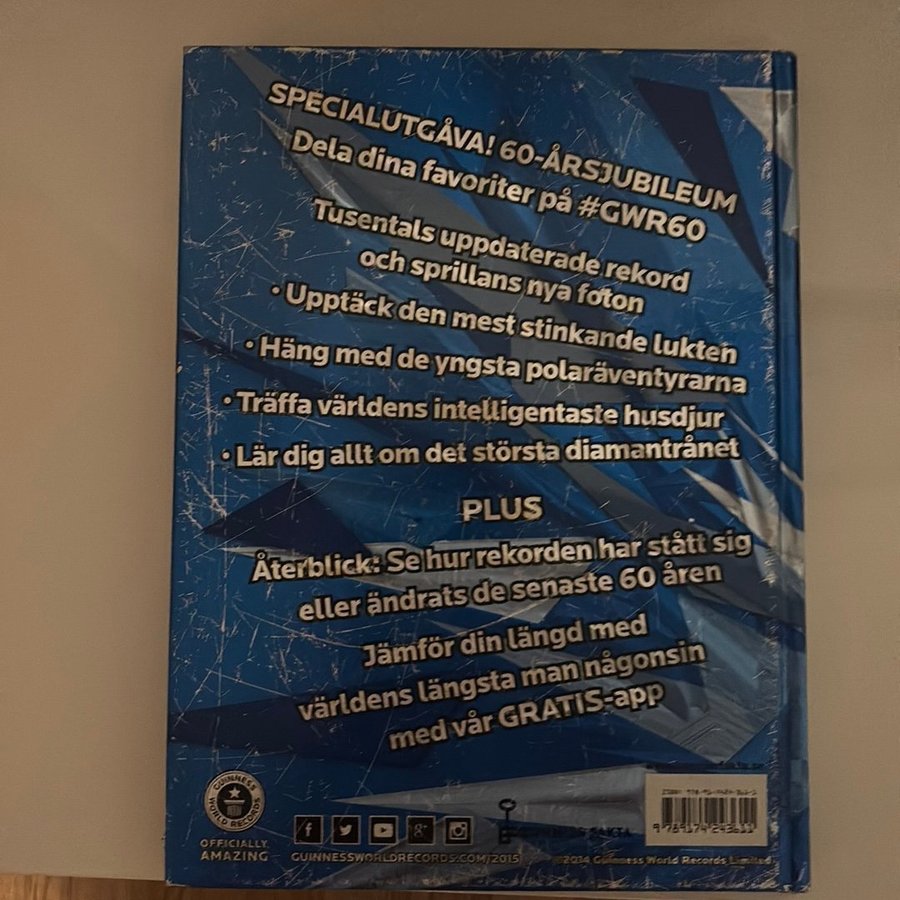 SPECIALUTGÅVA! 60-ÅRSJUBILEUM
Dela dina favoriter på #GWR60
Tusentals uppdaterade rekord
och sprillans nya foton
• Upptäck den mest stinkande lukten
• Häng med de yngsta polaräventyrarna
• Träffa världens intelligentaste husdjur
• Lär dig allt om det största diamantrånet
PLUS
Återblick: Se hur rekorden har stått sig
eller ändrats de senaste 60 åren
Jämför din längd med
världens längsta man någonsin
med vår GRATIS-app
GUINNESS
WORLD RECORDS
OFFICIALLY
AMAZING
GUINNESSWORLDRECORDS.COM/2015
©2014 Guinness World Records Limited